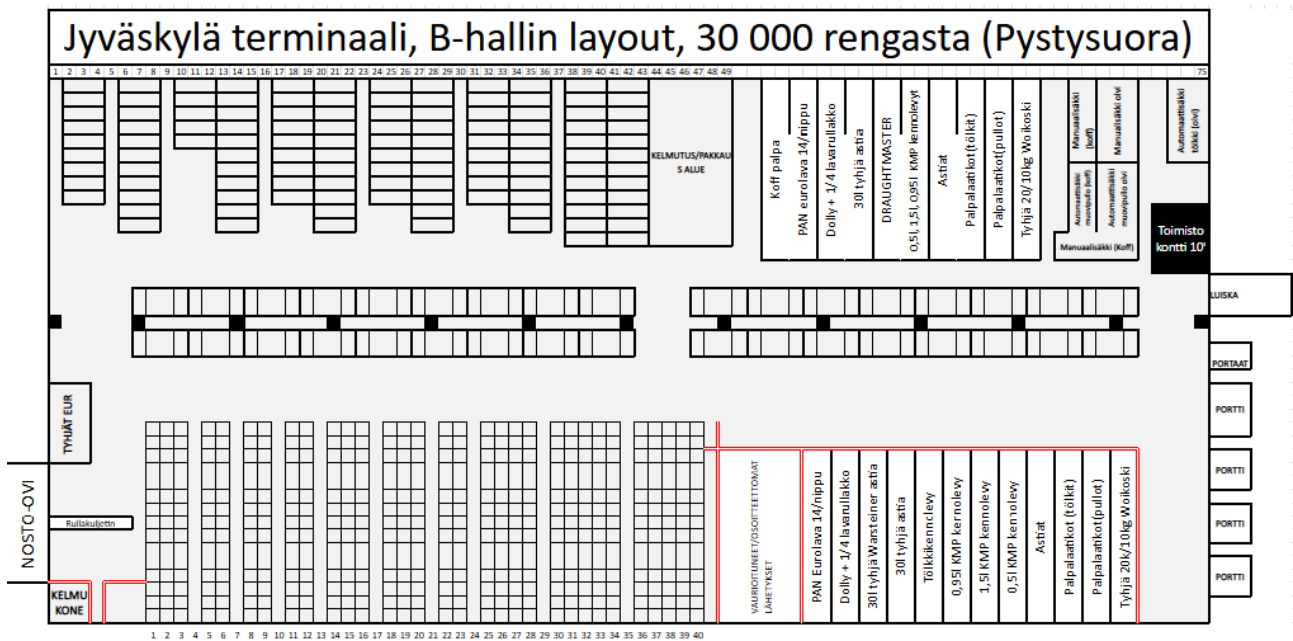 Jyväskylä terminaali, B-hallin layout, 30 000 rengasta (Pystysuora)
1 2 3 4 5 6 7 8 9 10 11 12 13 14 15 16 17 18 19 20 21 22 23 24 25 26 27 28 29 30 31 32 33 34 35 36 37 38 39 40 41 42 43 44 45 46 47 48 49 75
KELMUTUS/PAKKAU
S ALUE
Koff palpa
PAN eurolava 14/nippu
Dolly + 1/4 lavarullakko
30l tyhjä astia
DRAUGHTMASTER
0,5l, 1,5l, 0,95l KMP kennolevyt
Astiat
Palpalaatikot(tölkit)
Palpalaatikot(pullot)
Tyhjä 20/10kg Woikoski
Manuaalisäkki
(koff)
Manuaalisäkki olvi
Automaattisäkki
muovipullo (koff)
Automaattisäkki
muovipullo olvi
Manuaalisäkki (Koff)
Automaattisäkki
tölkki (olvi)
Toimisto
kontti 10'
LUISKA
PORTAAT
PORTTI
PORTTI
PORTTI
PORTTI
TYHJÄT EUR
NOSTO-OVI
Rullakuljetin
KELMU
KONE
VAURIOITUNEET/OSOITTEETTOMAT
LÄHETYKSET
PAN Eurolava 14/nippu
Dolly + 1/4 lavarullakko
30l tyhjä Warsteiner astia
30l tyhjä astia
Tölkkikennolevy
0,95l KMP kennolevy
1,5l KMP kennolevy
0,5l KMP kennolevy
Astiat
Palpalaatikot (tölkit)
Palpalaatikot(pullot)
Tyhjä 20k/10kg Woikoski
1 2 3 4 5 6 7 8 9 10 11 12 13 14 15 16 17 18 19 20 21 22 23 24 25 26 27 28 29 30 31 32 33 34 35 36 37 38 39 40